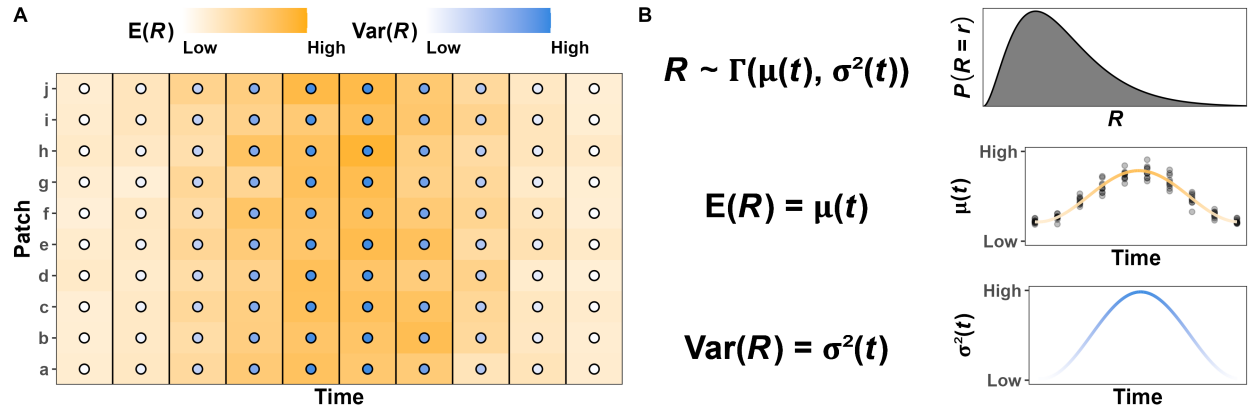 A
E(R)
Low
High
Var(R)
Low
High
Patch
j
i
h
g
f
e
d
c
b
a
Time
B
R ~ Γ(μ(t), σ²(t))
P(R = r)
R
E(R) = μ(t)
μ(t)
High
Low
Time
Var(R) = σ²(t)
σ²(t)
High
Low
Time